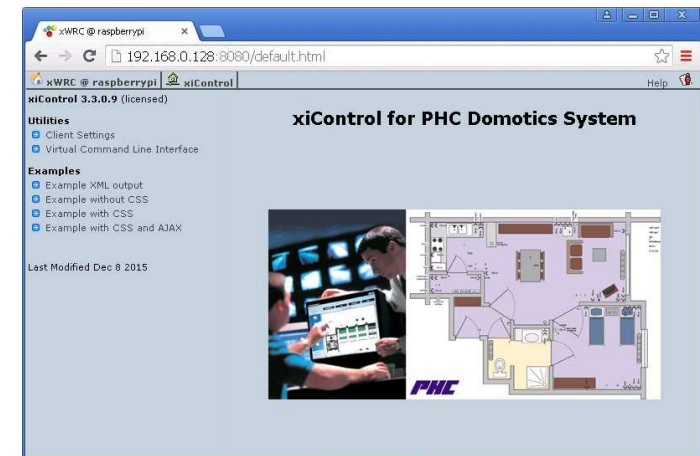 xWRC @ raspberrypi
192.168.0.128:8080/default.html
xWRC @ raspberrypi xiControl Help
xiControl 3.3.0.9 (licensed)
xiControl for PHC Domotics System
Utilities
Client Settings
Virtual Command Line Interface
Examples
Example XML output
Example without CSS
Example with CSS
Example with CSS and AJAX
Last Modified Dec 8 2015
PHC